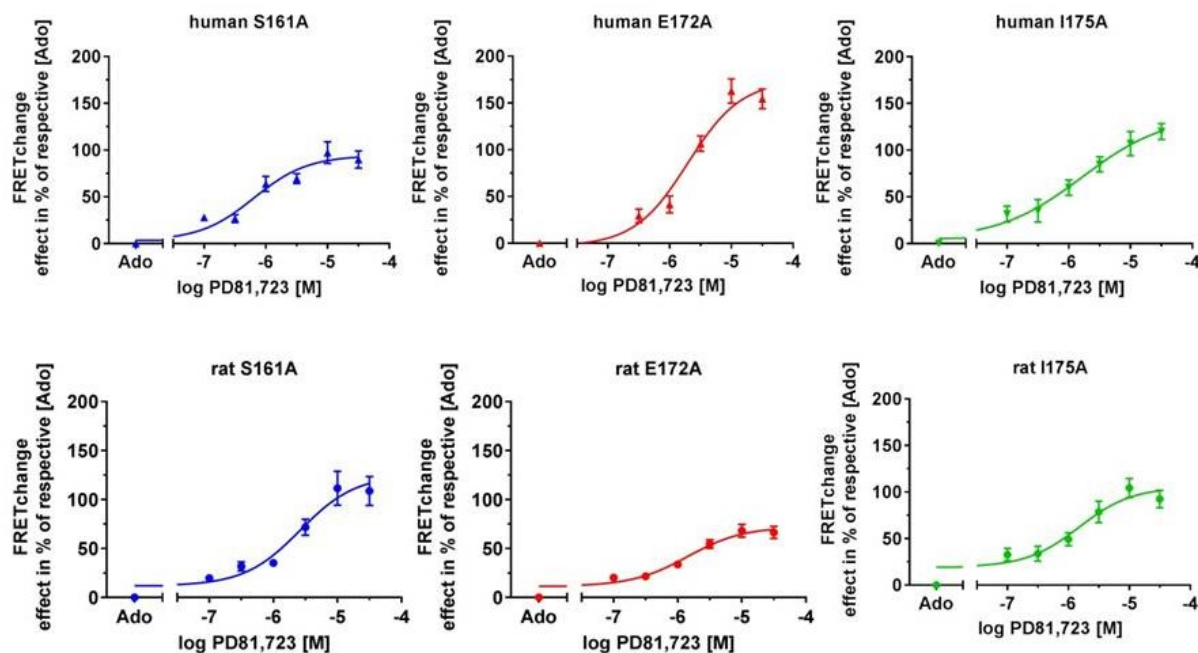 human S161A
FRETchange
effect in % of respective [Ado]
200
150
100
50
0
Ado
-7
-6
-5
-4
log PD81,723 [M]
human E172A
FRETchange
effect in % of respective [Ado]
200
150
100
50
0
Ado
-7
-6
-5
-4
log PD81,723 [M]
human I175A
FRETchange
effect in % of respective [Ado]
200
150
100
50
0
Ado
-7
-6
-5
-4
log PD81,723 [M]
rat S161A
FRETchange
effect in % of respective [Ado]
200
150
100
50
0
Ado
-7
-6
-5
-4
log PD81,723 [M]
rat E172A
FRETchange
effect in % of respective [Ado]
200
150
100
50
0
Ado
-7
-6
-5
-4
log PD81,723 [M]
rat I175A
FRETchange
effect in % of respective [Ado]
200
150
100
50
0
Ado
-7
-6
-5
-4
log PD81,723 [M]